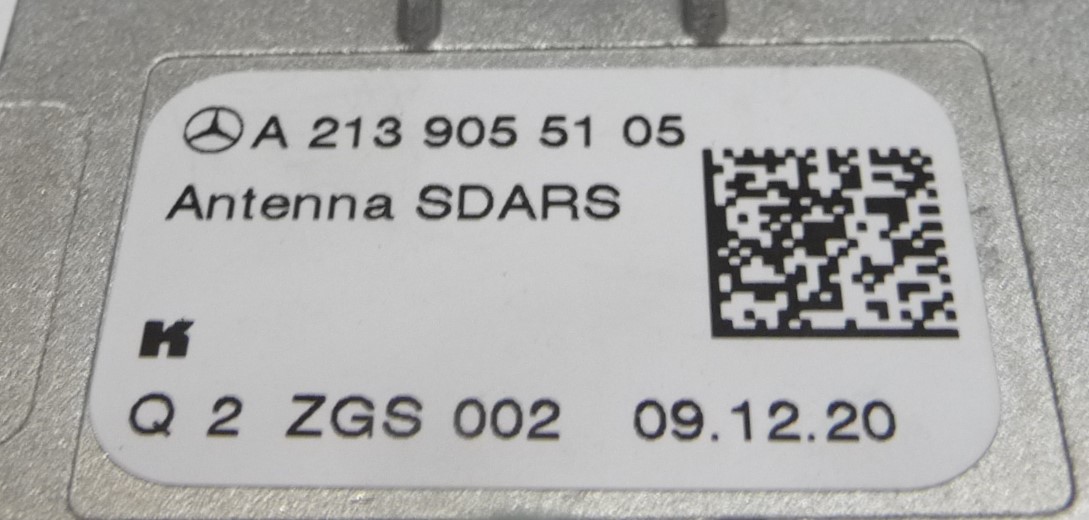 A 213 905 51 05
Antenna SDARS
K
Q 2 ZGS 002 09.12.20